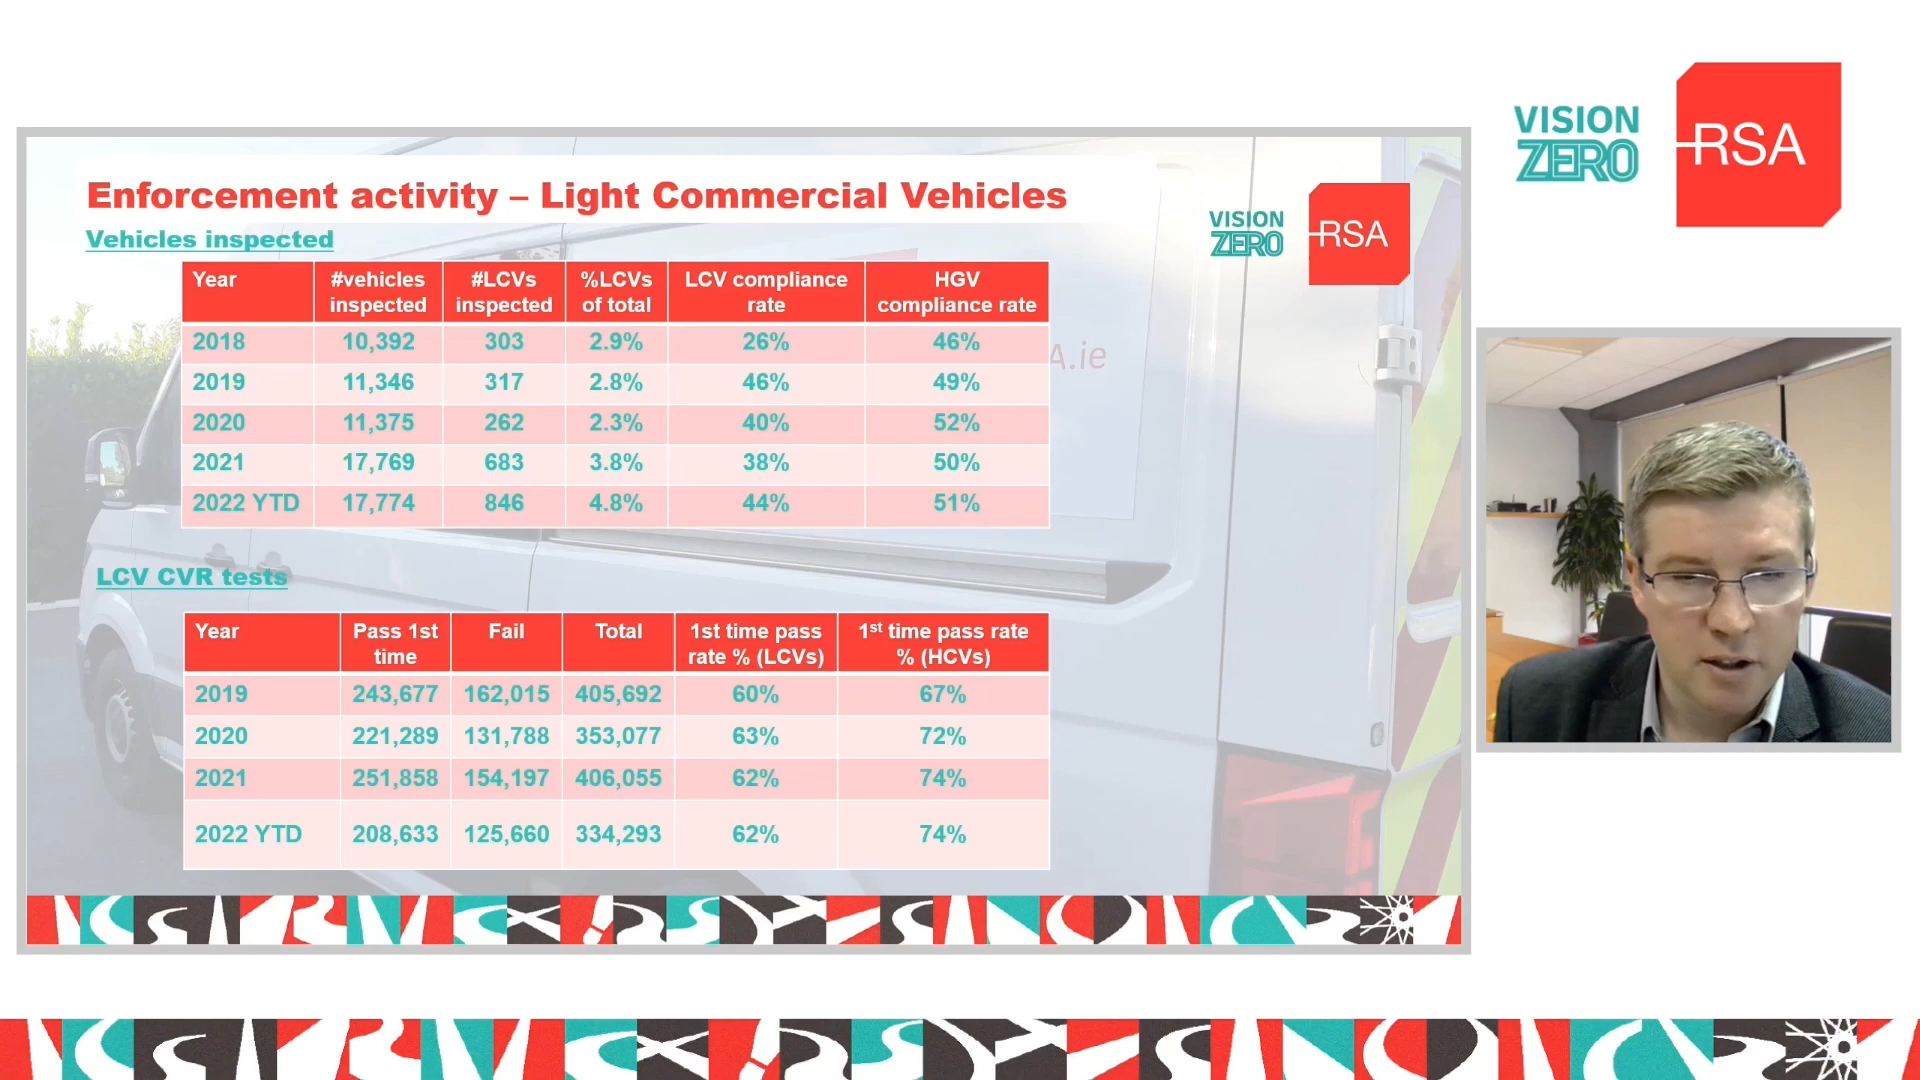 VISION
ZERO
RSA
Enforcement activity – Light Commercial Vehicles
VISION
ZERO
RSA
Vehicles inspected
Year #vehicles inspected #LCVs inspected %LCVs of total LCV compliance rate HGV compliance rate
2018 10,392 303 2.9% 26% 46%
2019 11,346 317 2.8% 46% 49%
2020 11,375 262 2.3% 40% 52%
2021 17,769 683 3.8% 38% 50%
2022 YTD 17,774 846 4.8% 44% 51%
A.ie
LCV CVR tests
Year Pass 1st time Fail Total 1st time pass rate % (LCVs) 1st time pass rate % (HCVs)
2019 243,677 162,015 405,692 60% 67%
2020 221,289 131,788 353,077 63% 72%
2021 251,858 154,197 406,055 62% 74%
2022 YTD 208,633 125,660 334,293 62% 74%